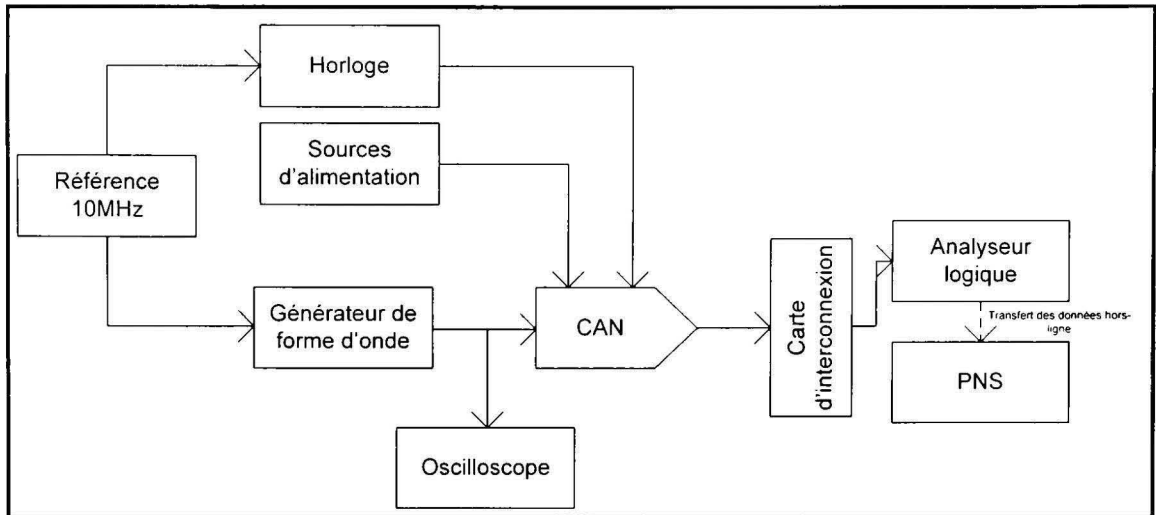 Horloge
Sources
d'alimentation
Référence
10MHz
Générateur de
forme d'onde
CAN
Carte
d'interconnexion
Analyseur
logique
Transfert des données hors-
ligne
PNS
Oscilloscope